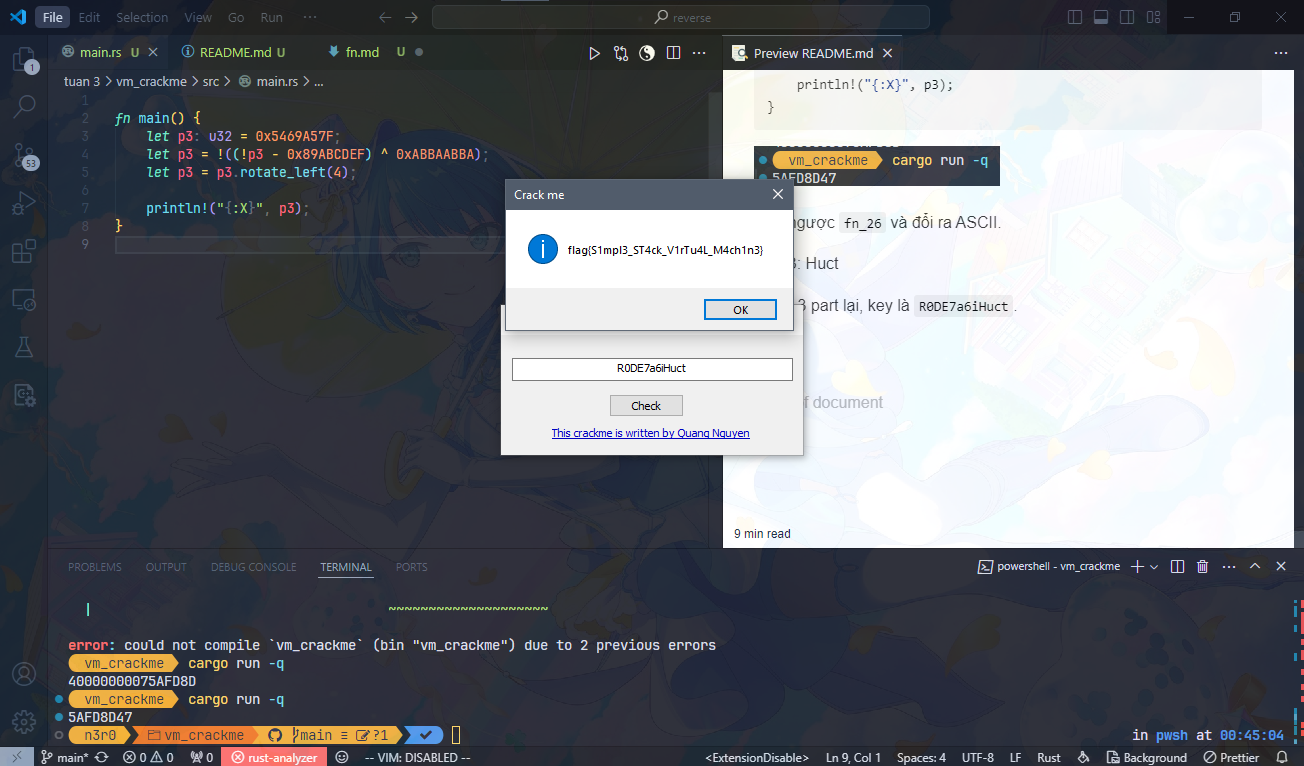 File Edit Selection View Go Run ··· reverse
main.rs U README.md U fn.md U
tuan 3 > vm_crackme > src > main.rs > ...
1
2 fn main() {
3 let p3: u32 = 0x5469A57F;
4 let p3 = !((!p3 - 0x89ABCDEF) ^ 0xABBAABBA);
5 let p3 = p3.rotate_left(4);
6
7 println!("{:X}", p3);
8 }
9
Preview README.md
println!("{:X}", p3);
}
vm_crackme cargo run -q
5AFD8D47
ngược fn_26 và đổi ra ASCII.
3: Huct
3 part lại, key là R0DE7a6iHuct.
f document
9 min read
Crack me
flag{S1mpl3_ST4ck_V1rTu4L_M4ch1n3}
OK
R0DE7a6iHuct
Check
This crackme is written by Quang Nguyen
1
53
PROBLEMS OUTPUT DEBUG CONSOLE TERMINAL PORTS powershell - vm_crackme
| ~~~~~~~~~~~~~~~~~~~~
error: could not compile `vm_crackme` (bin "vm_crackme") due to 2 previous errors
vm_crackme cargo run -q
40000000075AFD8D
vm_crackme cargo run -q
5AFD8D47
n3r0 vm_crackme main ≡ ?1 in pwsh at 00:45:04
main* 0 0 0 rust-analyzer -- VIM: DISABLED -- <ExtensionDisable> Ln 9, Col 1 Spaces: 4 UTF-8 LF Rust Background Prettier